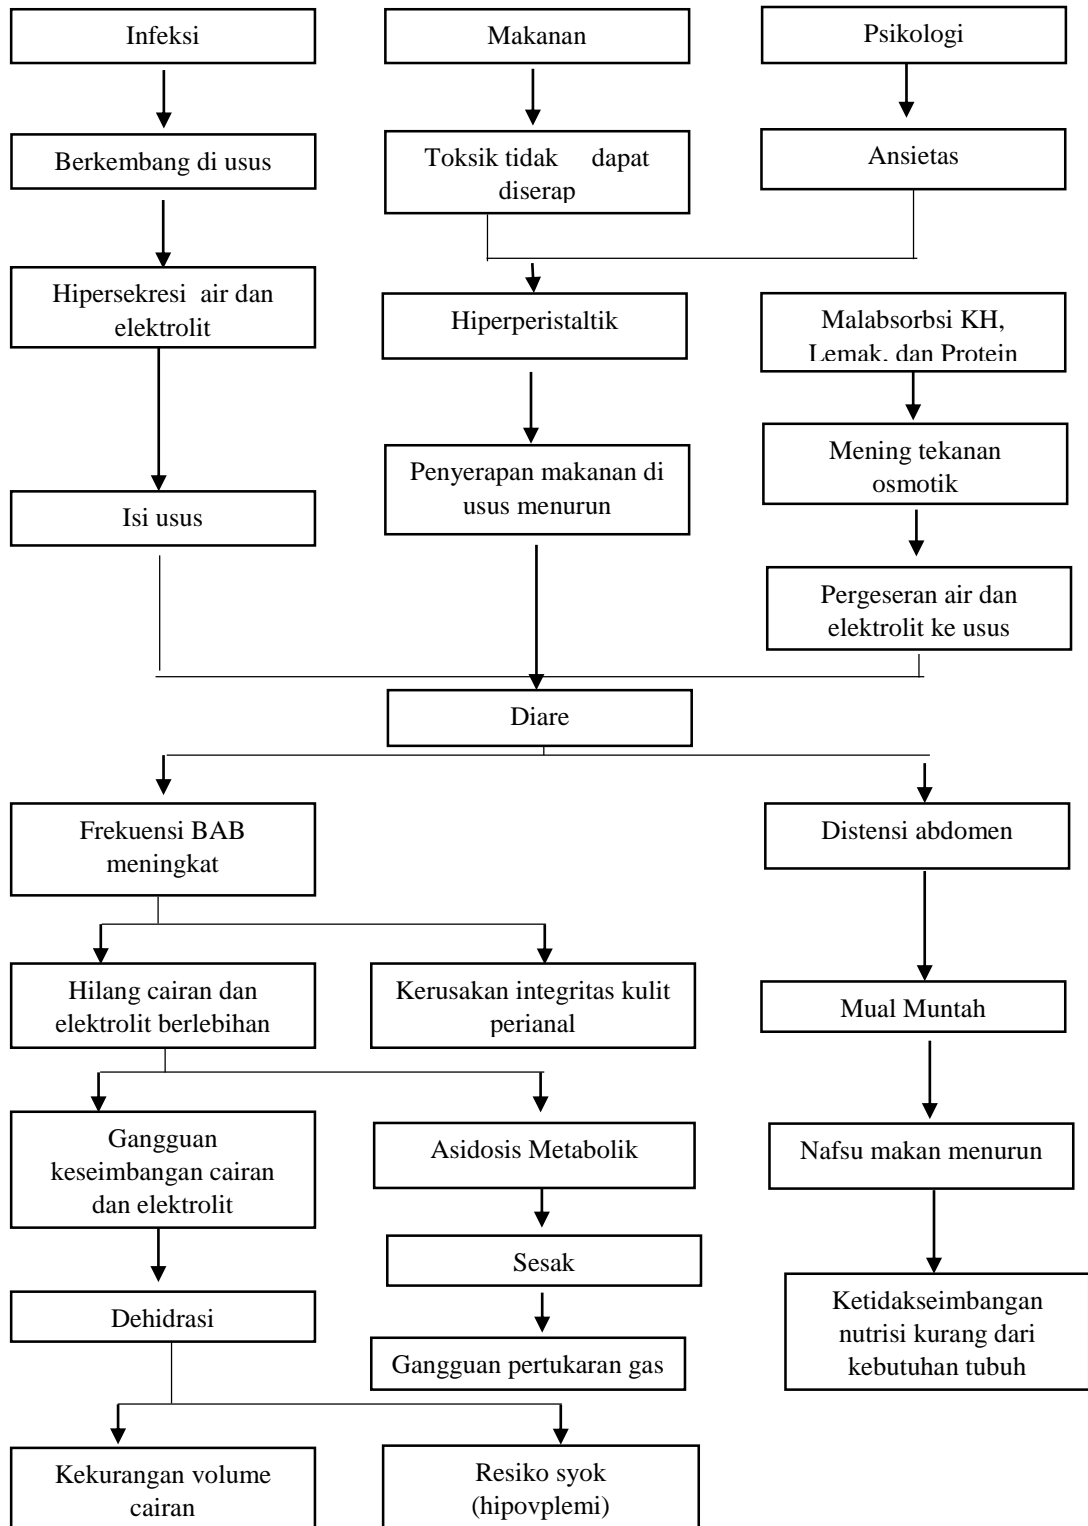 Infeksi
Makanan
Psikologi
Berkembang di usus
Toksik tidak dapat
diserap
Ansietas
Hipersekresi air dan
elektrolit
Hiperperistaltik
Malabsorbsi KH,
Lemak, dan Protein
Mening tekanan
osmotik
Penyerapan makanan di
usus menurun
Isi usus
Pergeseran air dan
elektrolit ke usus
Diare
Frekuensi BAB
meningkat
Distensi abdomen
Hilang cairan dan
elektrolit berlebihan
Kerusakan integritas kulit
perianal
Mual Muntah
Gangguan
keseimbangan cairan
dan elektrolit
Asidosis Metabolik
Nafsu makan menurun
Sesak
Dehidrasi
Ketidakseimbangan
nutrisi kurang dari
kebutuhan tubuh
Gangguan pertukaran gas
Kekurangan volume
cairan
Resiko syok
(hipovplemi)